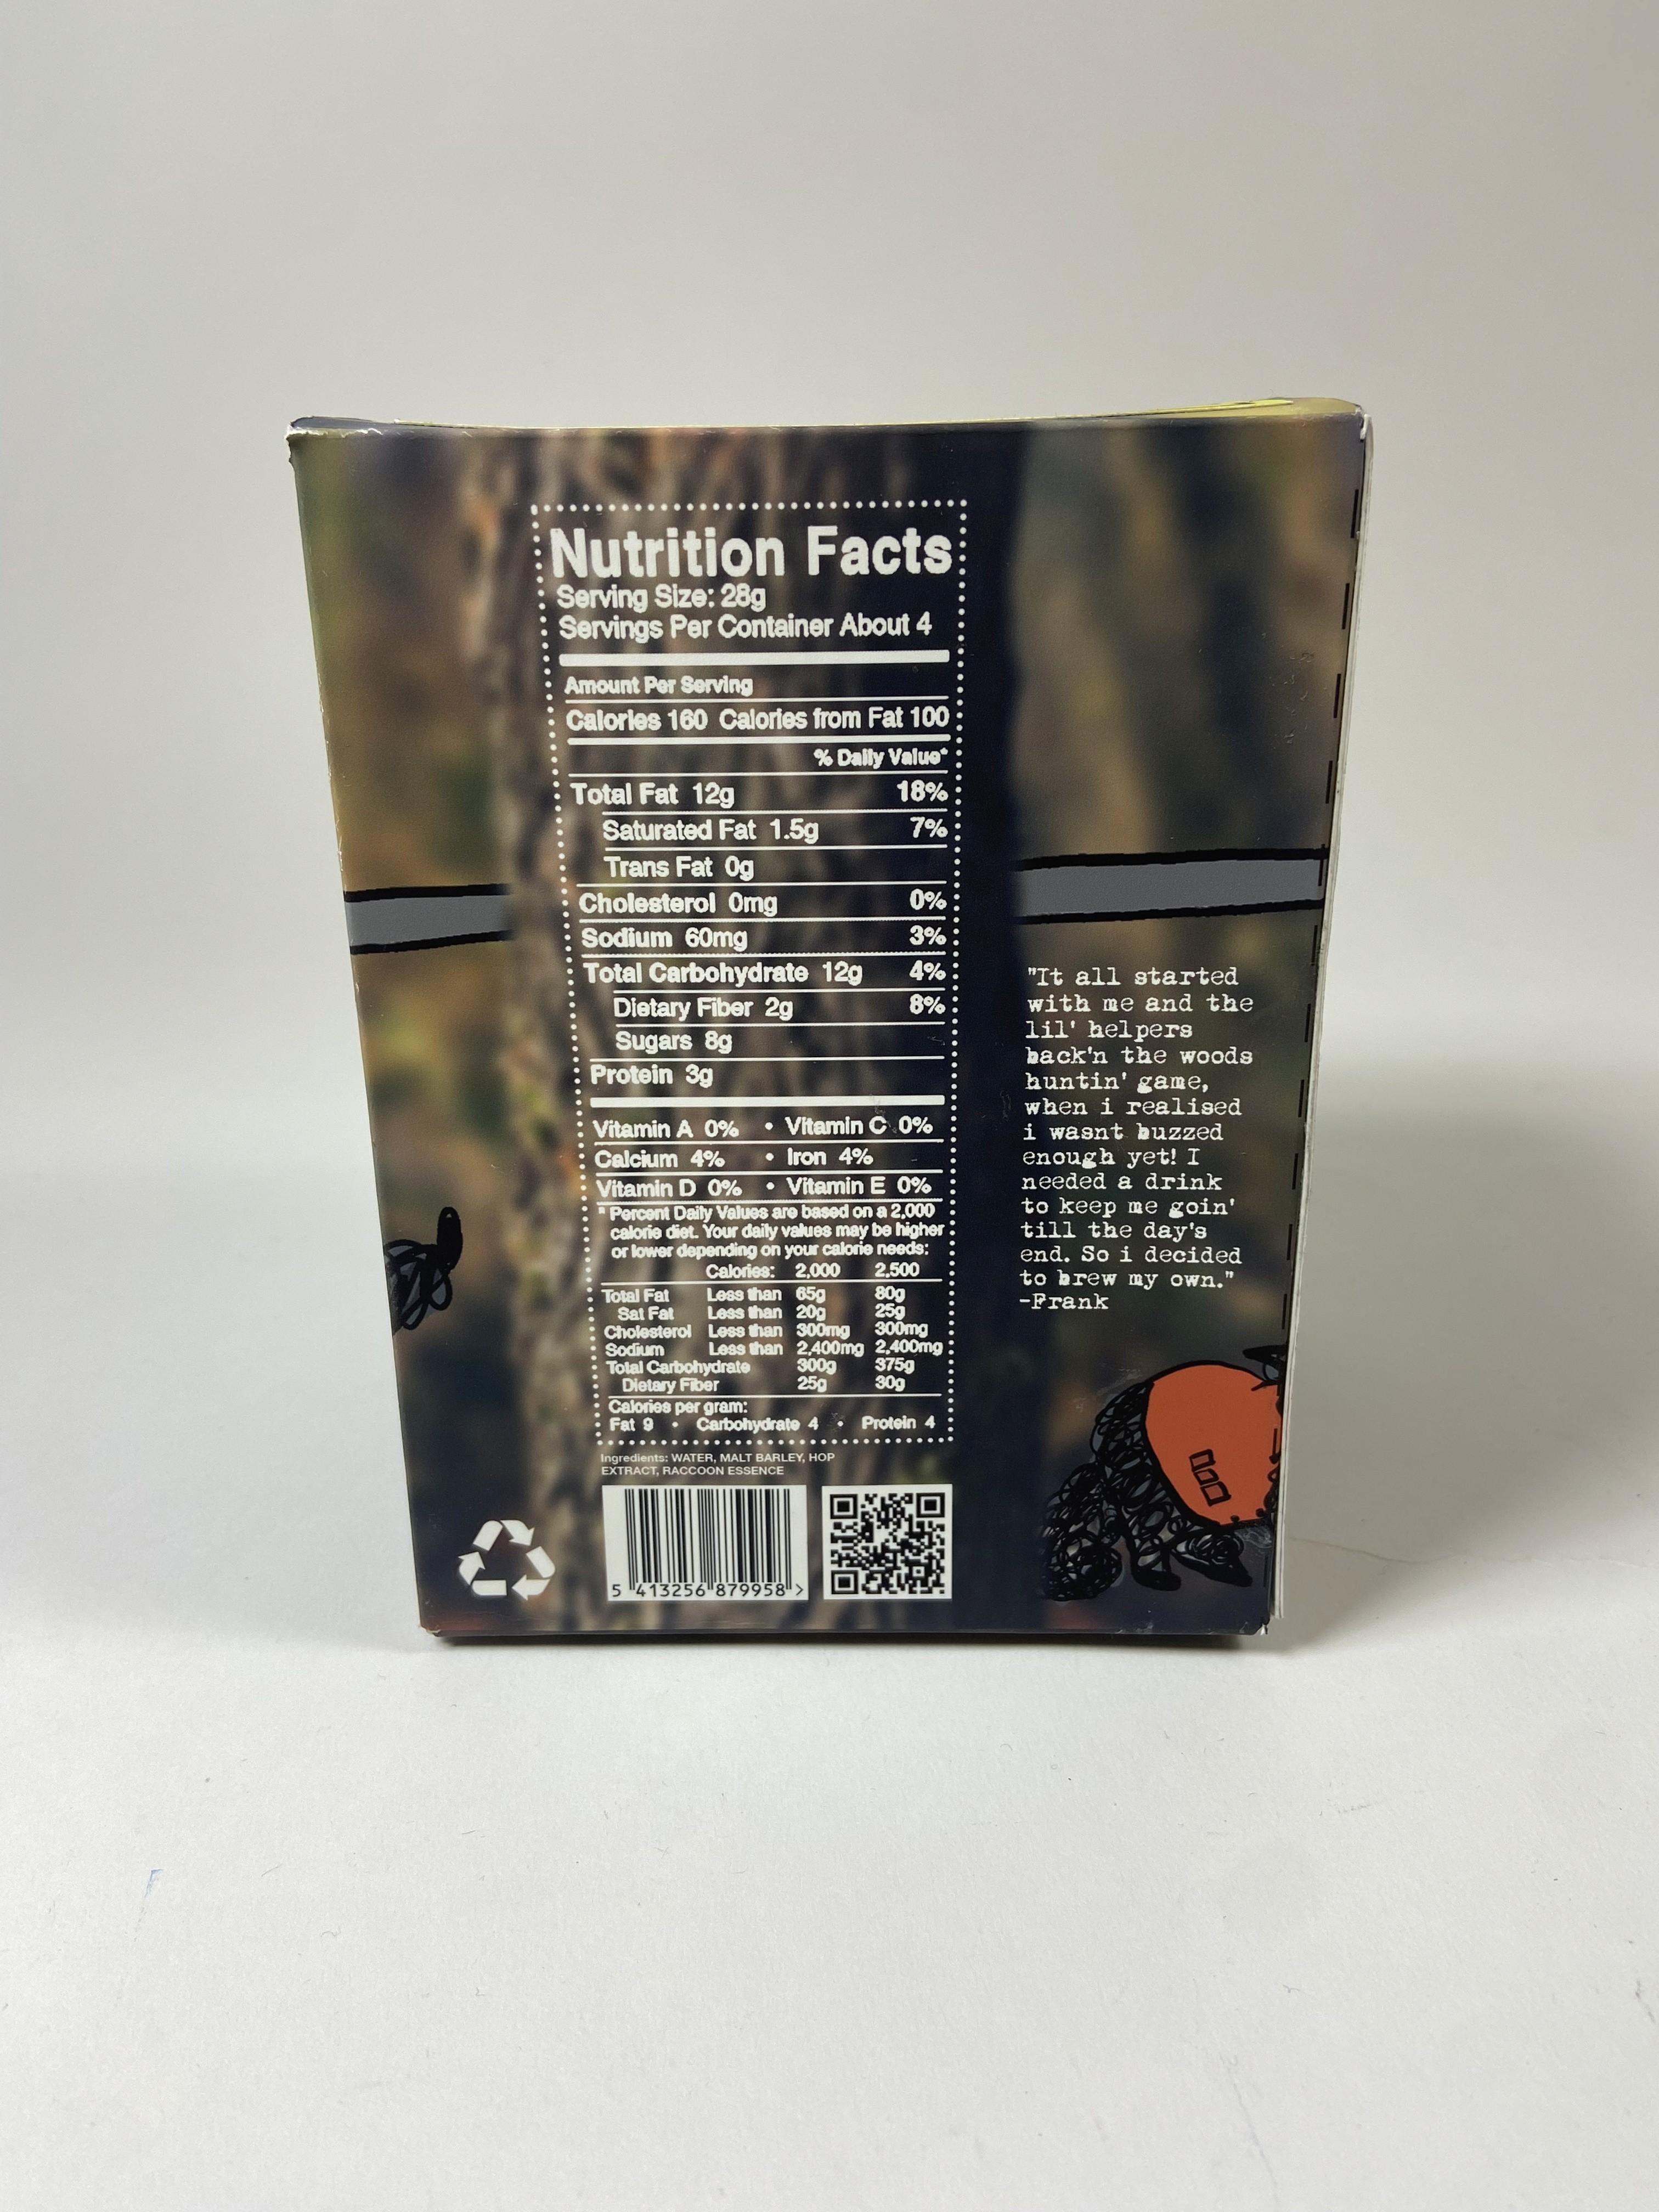 Nutrition Facts
Serving Size: 28g
Servings Per Container About 4
Amount Per Serving
Calories 160 Calories from Fat 100
% Daily Value*
Total Fat 12g 18%
Saturated Fat 1.5g 7%
Trans Fat 0g
Cholesterol 0mg 0%
Sodium 60mg 3%
Total Carbohydrate 12g 4%
Dietary Fiber 2g 8%
Sugars 8g
Protein 3g
Vitamin A 0% • Vitamin C 0%
Calcium 4% • Iron 4%
Vitamin D 0% • Vitamin E 0%
* Percent Daily Values are based on a 2,000
calorie diet. Your daily values may be higher
or lower depending on your calorie needs:
Calories: 2,000 2,500
Total Fat Less than 65g 80g
Sat Fat Less than 20g 25g
Cholesterol Less than 300mg 300mg
Sodium Less than 2,400mg 2,400mg
Total Carbohydrate 300g 375g
Dietary Fiber 25g 30g
Calories per gram:
Fat 9 • Carbohydrate 4 • Protein 4
Ingredients: WATER, MALT BARLEY, HOP
EXTRACT, RACCOON ESSENCE
5 413256 879958 >
"It all started
with me and the
lil' helpers
back'n the woods
huntin' game,
when i realised
i wasnt buzzed
enough yet! I
needed a drink
to keep me goin'
till the day's
end. So i decided
to brew my own."
-Frank